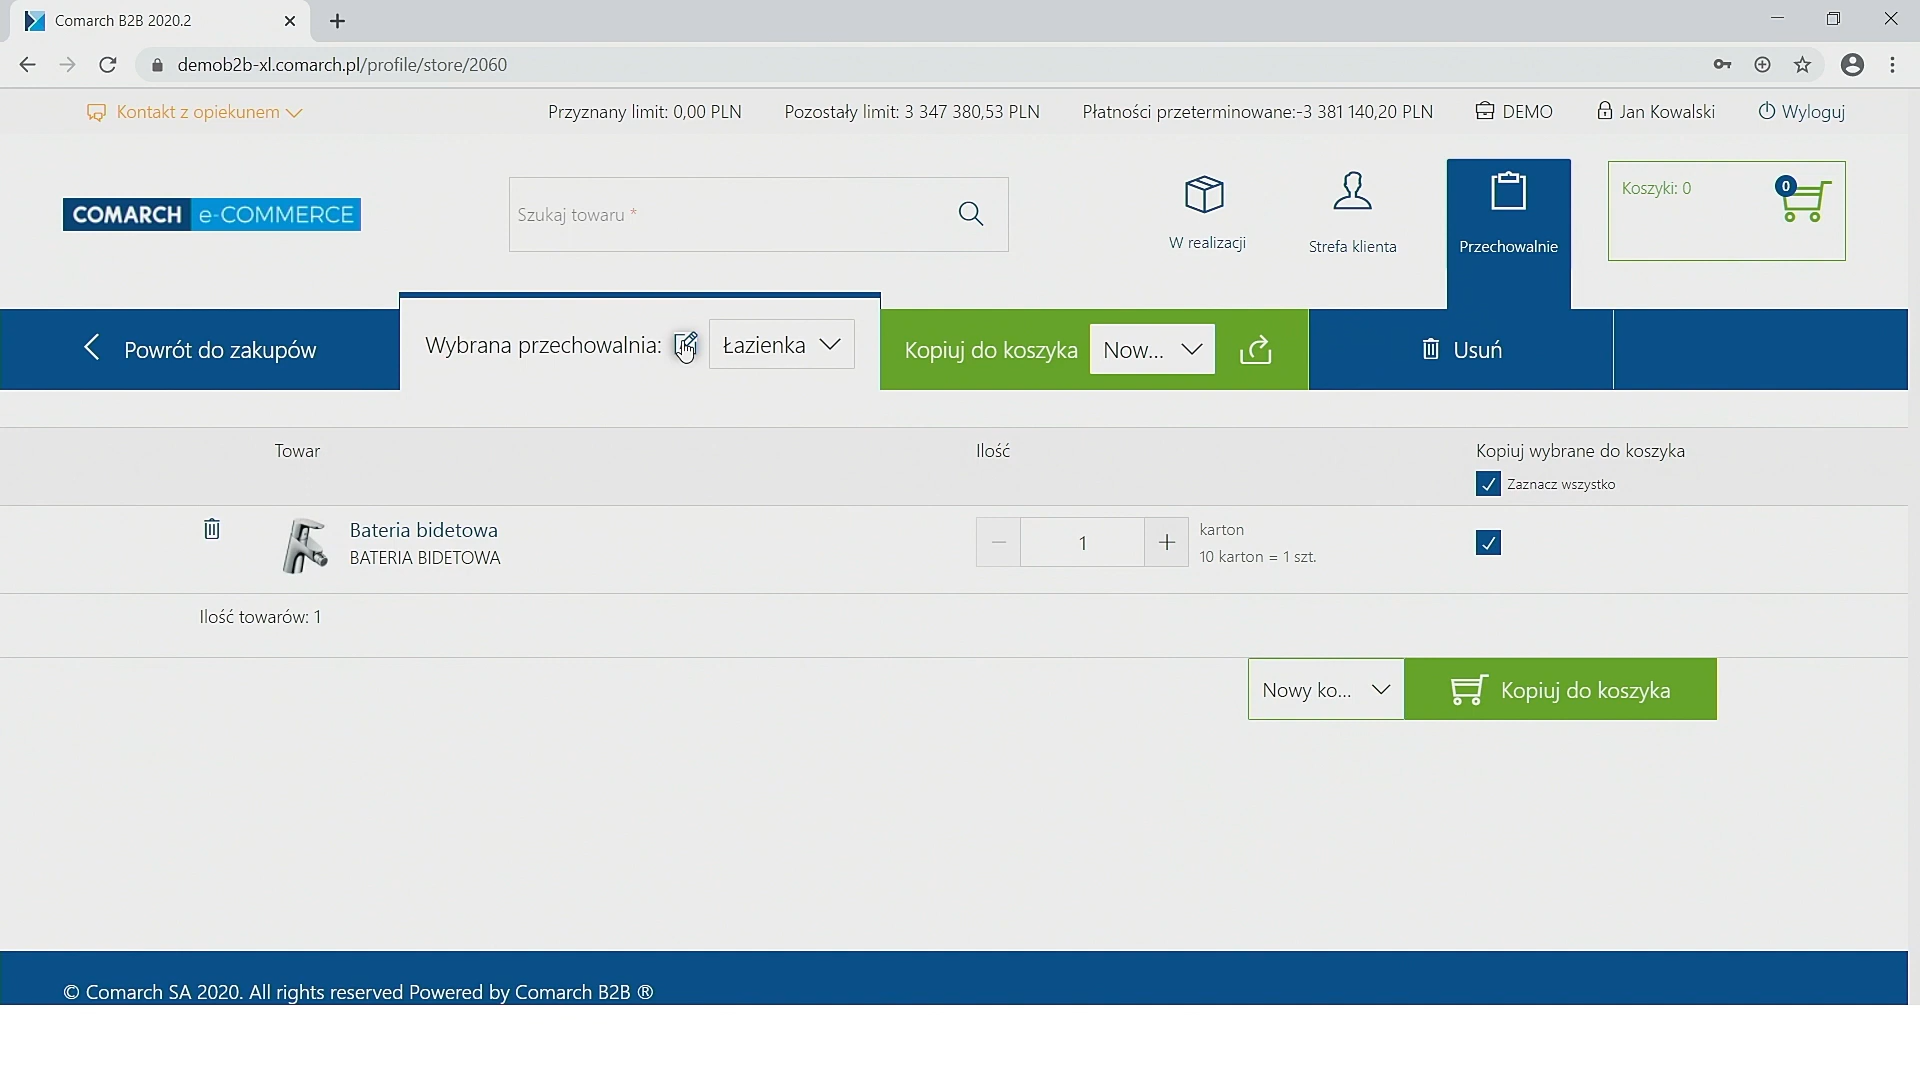 Comarch B2B 2020.2
demob2b-xl.comarch.pl/profile/store/2060
Kontakt z opiekunem
Przyznany limit: 0,00 PLN
Pozostały limit: 3 347 380,53 PLN
Płatności przeterminowane:-3 381 140,20 PLN
DEMO
Jan Kowalski
Wyloguj
COMARCH e-COMMERCE
Szukaj towaru *
W realizacji
Strefa klienta
Przechowalnie
Koszyki: 0
0
Powrót do zakupów
Wybrana przechowalnia:
Łazienka
Kopiuj do koszyka
Now...
Usuń
Towar
Ilość
Kopiuj wybrane do koszyka
Zaznacz wszystko
Bateria bidetowa
BATERIA BIDETOWA
1
karton
10 karton = 1 szt.
Ilość towarów: 1
Nowy ko...
Kopiuj do koszyka
© Comarch SA 2020. All rights reserved Powered by Comarch B2B ®